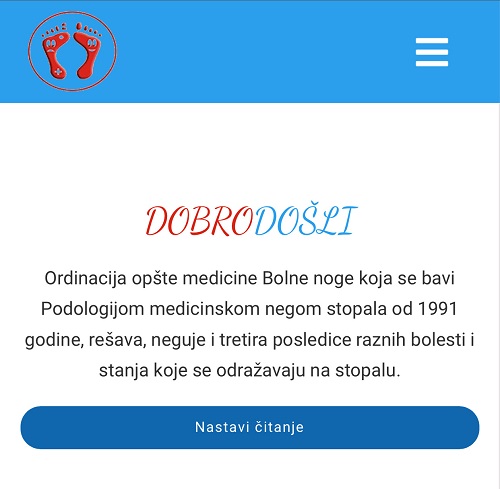 DOBRODOŠLI
Ordinacija opšte medicine Bolne noge koja se bavi
Podologijom medicinskom negom stopala od 1991
godine, rešava, neguje i tretira posledice raznih bolesti i
stanja koje se odražavaju na stopalu.
Nastavi čitanje